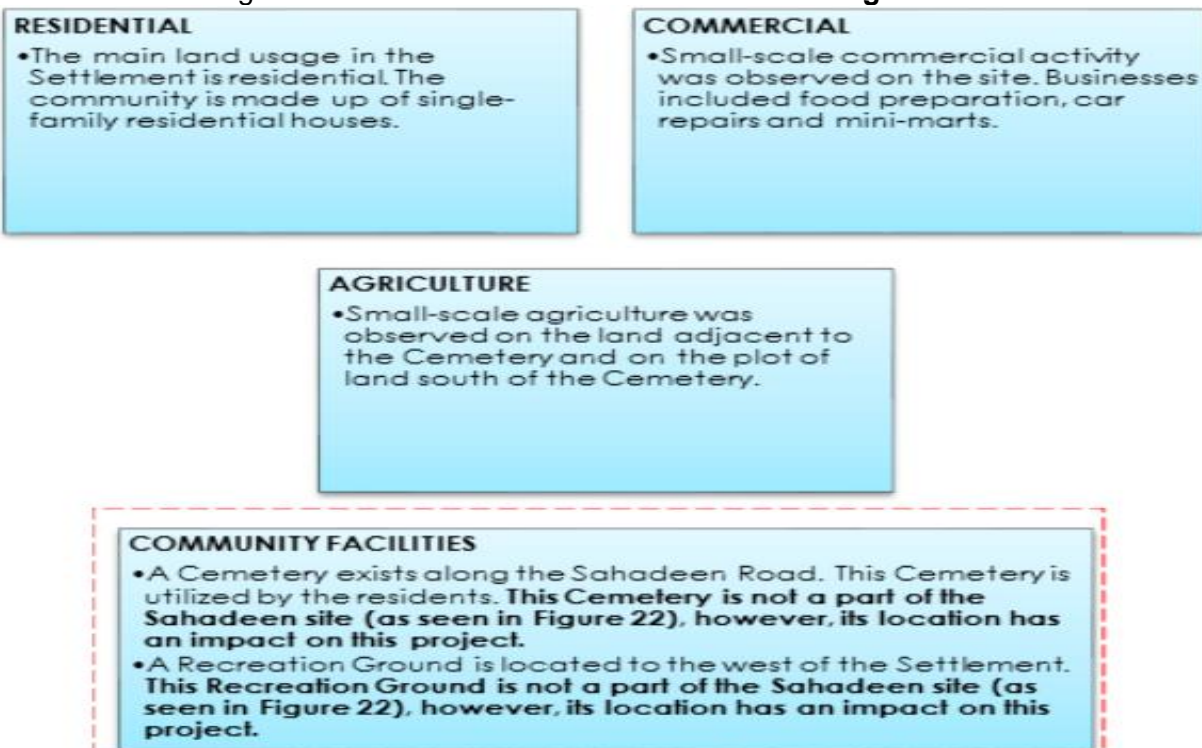 RESIDENTIAL
•The main land usage in the
Settlement is residential. The
community is made up of single-
family residential houses.
COMMERCIAL
•Small-scale commercial activity
was observed on the site. Businesses
included food preparation, car
repairs and mini-marts.
AGRICULTURE
•Small-scale agriculture was
observed on the land adjacent to
the Cemetery and on the plot of
land south of the Cemetery.
COMMUNITY FACILITIES
•A Cemetery exists along the Sahadeen Road. This Cemetery is
utilized by the residents. This Cemetery is not a part of the
Sahadeen site (as seen in Figure 22), however, its location has
an impact on this project.
•A Recreation Ground is located to the west of the Settlement.
This Recreation Ground is not a part of the Sahadeen site (as
seen in Figure 22), however, its location has an impact on this
project.